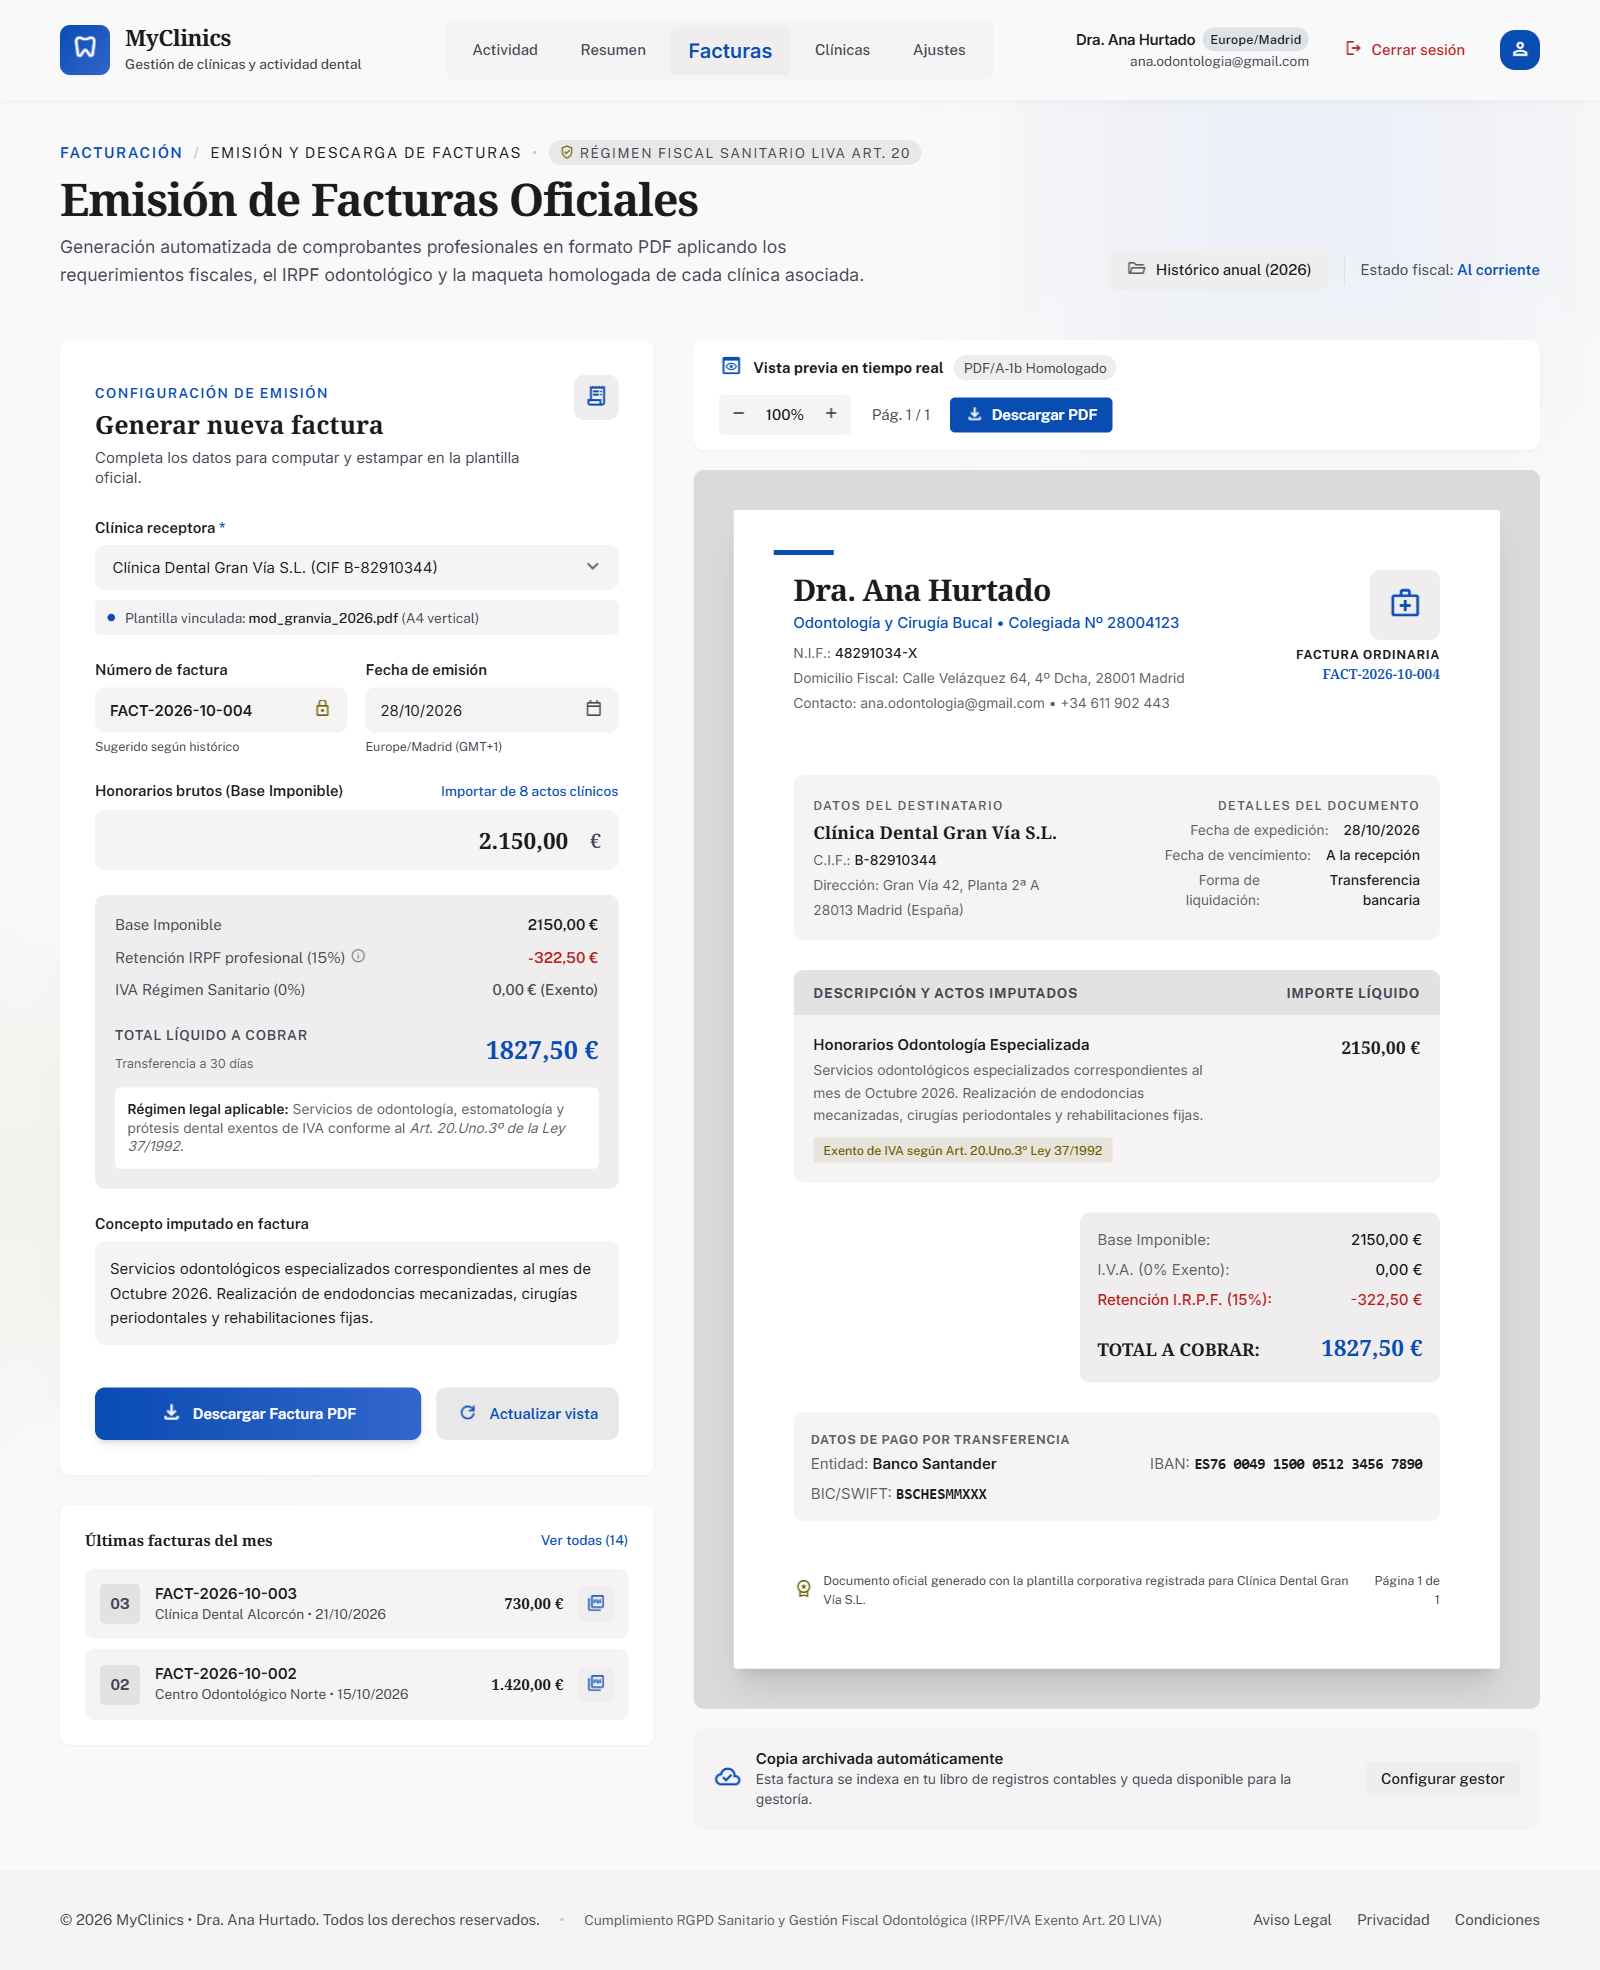 MyClinics
Gestión de clínicas y actividad dental
Actividad
Resumen
Facturas
Clínicas
Ajustes
Dra. Ana Hurtado Europe/Madrid
ana.odontologia@gmail.com
Cerrar sesión
FACTURACIÓN / EMISIÓN Y DESCARGA DE FACTURAS • RÉGIMEN FISCAL SANITARIO LIVA ART. 20
Emisión de Facturas Oficiales
Generación automatizada de comprobantes profesionales en formato PDF aplicando los
requerimientos fiscales, el IRPF odontológico y la maqueta homologada de cada clínica asociada.
Histórico anual (2026)
Estado fiscal: Al corriente
CONFIGURACIÓN DE EMISIÓN
Generar nueva factura
Completa los datos para computar y estampar en la plantilla
oficial.
Clínica receptora *
Clínica Dental Gran Vía S.L. (CIF B-82910344)
Plantilla vinculada: mod_granvia_2026.pdf (A4 vertical)
Número de factura
Fecha de emisión
FACT-2026-10-004
28/10/2026
Sugerido según histórico
Europe/Madrid (GMT+1)
Honorarios brutos (Base Imponible)
Importar de 8 actos clínicos
2.150,00 €
Base Imponible 2150,00 €
Retención IRPF profesional (15%) -322,50 €
IVA Régimen Sanitario (0%) 0,00 € (Exento)
TOTAL LÍQUIDO A COBRAR
Transferencia a 30 días
1827,50 €
Régimen legal aplicable: Servicios de odontología, estomatología y
prótesis dental exentos de IVA conforme al Art. 20.Uno.3º de la Ley
37/1992.
Concepto imputado en factura
Servicios odontológicos especializados correspondientes al mes de
Octubre 2026. Realización de endodoncias mecanizadas, cirugías
periodontales y rehabilitaciones fijas.
Descargar Factura PDF
Actualizar vista
Últimas facturas del mes
Ver todas (14)
03
FACT-2026-10-003
Clínica Dental Alcorcón • 21/10/2026
730,00 €
02
FACT-2026-10-002
Centro Odontológico Norte • 15/10/2026
1.420,00 €
Vista previa en tiempo real PDF/A-1b Homologado
− 100% + Pág. 1 / 1 Descargar PDF
Dra. Ana Hurtado
Odontología y Cirugía Bucal • Colegiada Nº 28004123
N.I.F.: 48291034-X
Domicilio Fiscal: Calle Velázquez 64, 4º Dcha, 28001 Madrid
Contacto: ana.odontologia@gmail.com • +34 611 902 443
FACTURA ORDINARIA
FACT-2026-10-004
DATOS DEL DESTINATARIO
Clínica Dental Gran Vía S.L.
C.I.F.: B-82910344
Dirección: Gran Vía 42, Planta 2ª A
28013 Madrid (España)
DETALLES DEL DOCUMENTO
Fecha de expedición: 28/10/2026
Fecha de vencimiento: A la recepción
Forma de Transferencia
liquidación: bancaria
DESCRIPCIÓN Y ACTOS IMPUTADOS IMPORTE LÍQUIDO
Honorarios Odontología Especializada 2150,00 €
Servicios odontológicos especializados correspondientes al
mes de Octubre 2026. Realización de endodoncias
mecanizadas, cirugías periodontales y rehabilitaciones fijas.
Exento de IVA según Art. 20.Uno.3º Ley 37/1992
Base Imponible: 2150,00 €
I.V.A. (0% Exento): 0,00 €
Retención I.R.P.F. (15%): -322,50 €
TOTAL A COBRAR: 1827,50 €
DATOS DE PAGO POR TRANSFERENCIA
Entidad: Banco Santander IBAN: ES76 0049 1500 0512 3456 7890
BIC/SWIFT: BSCHESMMXXX
Documento oficial generado con la plantilla corporativa registrada para Clínica Dental Gran
Vía S.L.
Página 1 de
1
Copia archivada automáticamente
Esta factura se indexa en tu libro de registros contables y queda disponible para la
gestoría.
Configurar gestor
© 2026 MyClinics • Dra. Ana Hurtado. Todos los derechos reservados. • Cumplimiento RGPD Sanitario y Gestión Fiscal Odontológica (IRPF/IVA Exento Art. 20 LIVA) Aviso Legal Privacidad Condiciones